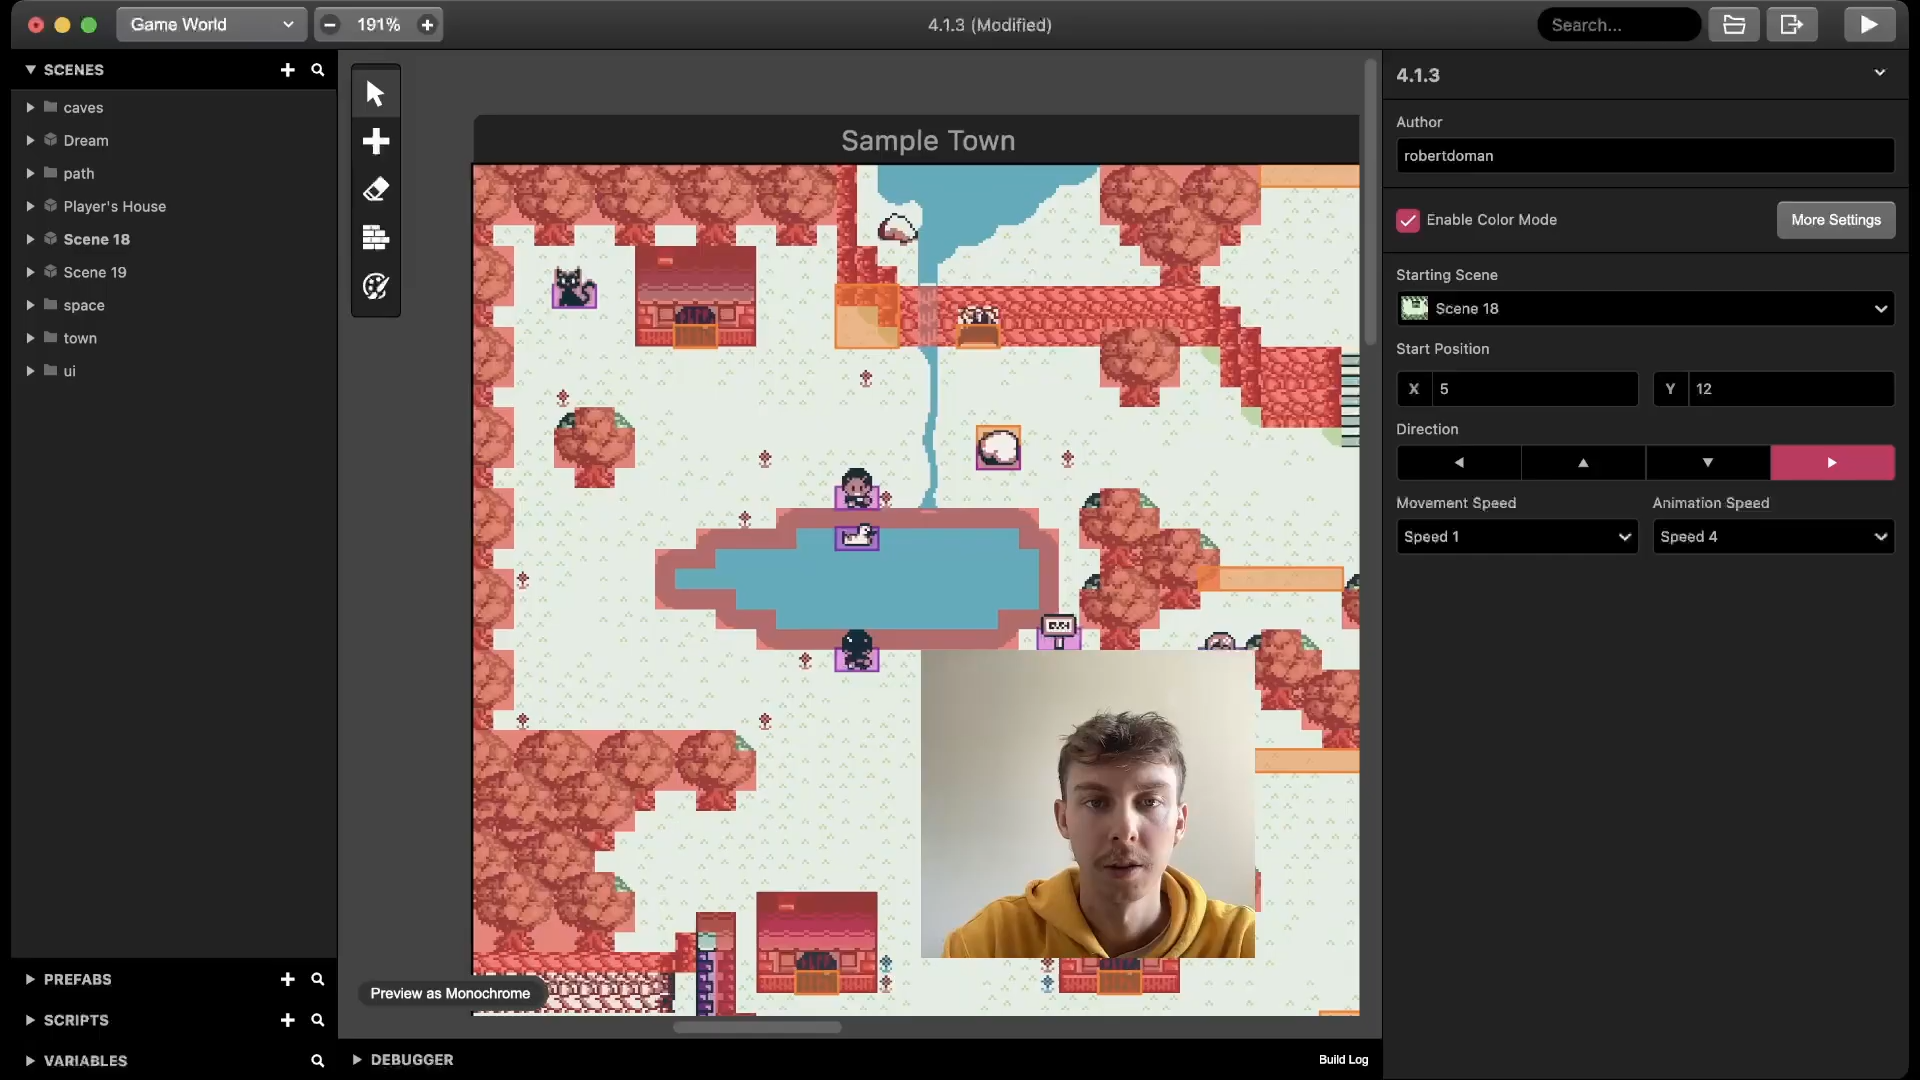 Game World
191%
4.1.3 (Modified)
Search...
SCENES
caves
Dream
path
Player's House
Scene 18
Scene 19
space
town
ui
PREFABS
SCRIPTS
VARIABLES
Sample Town
Preview as Monochrome
DEBUGGER
Build Log
4.1.3
Author
robertdoman
Enable Color Mode
More Settings
Starting Scene
Scene 18
Start Position
X 5
Y 12
Direction
Movement Speed
Animation Speed
Speed 1
Speed 4